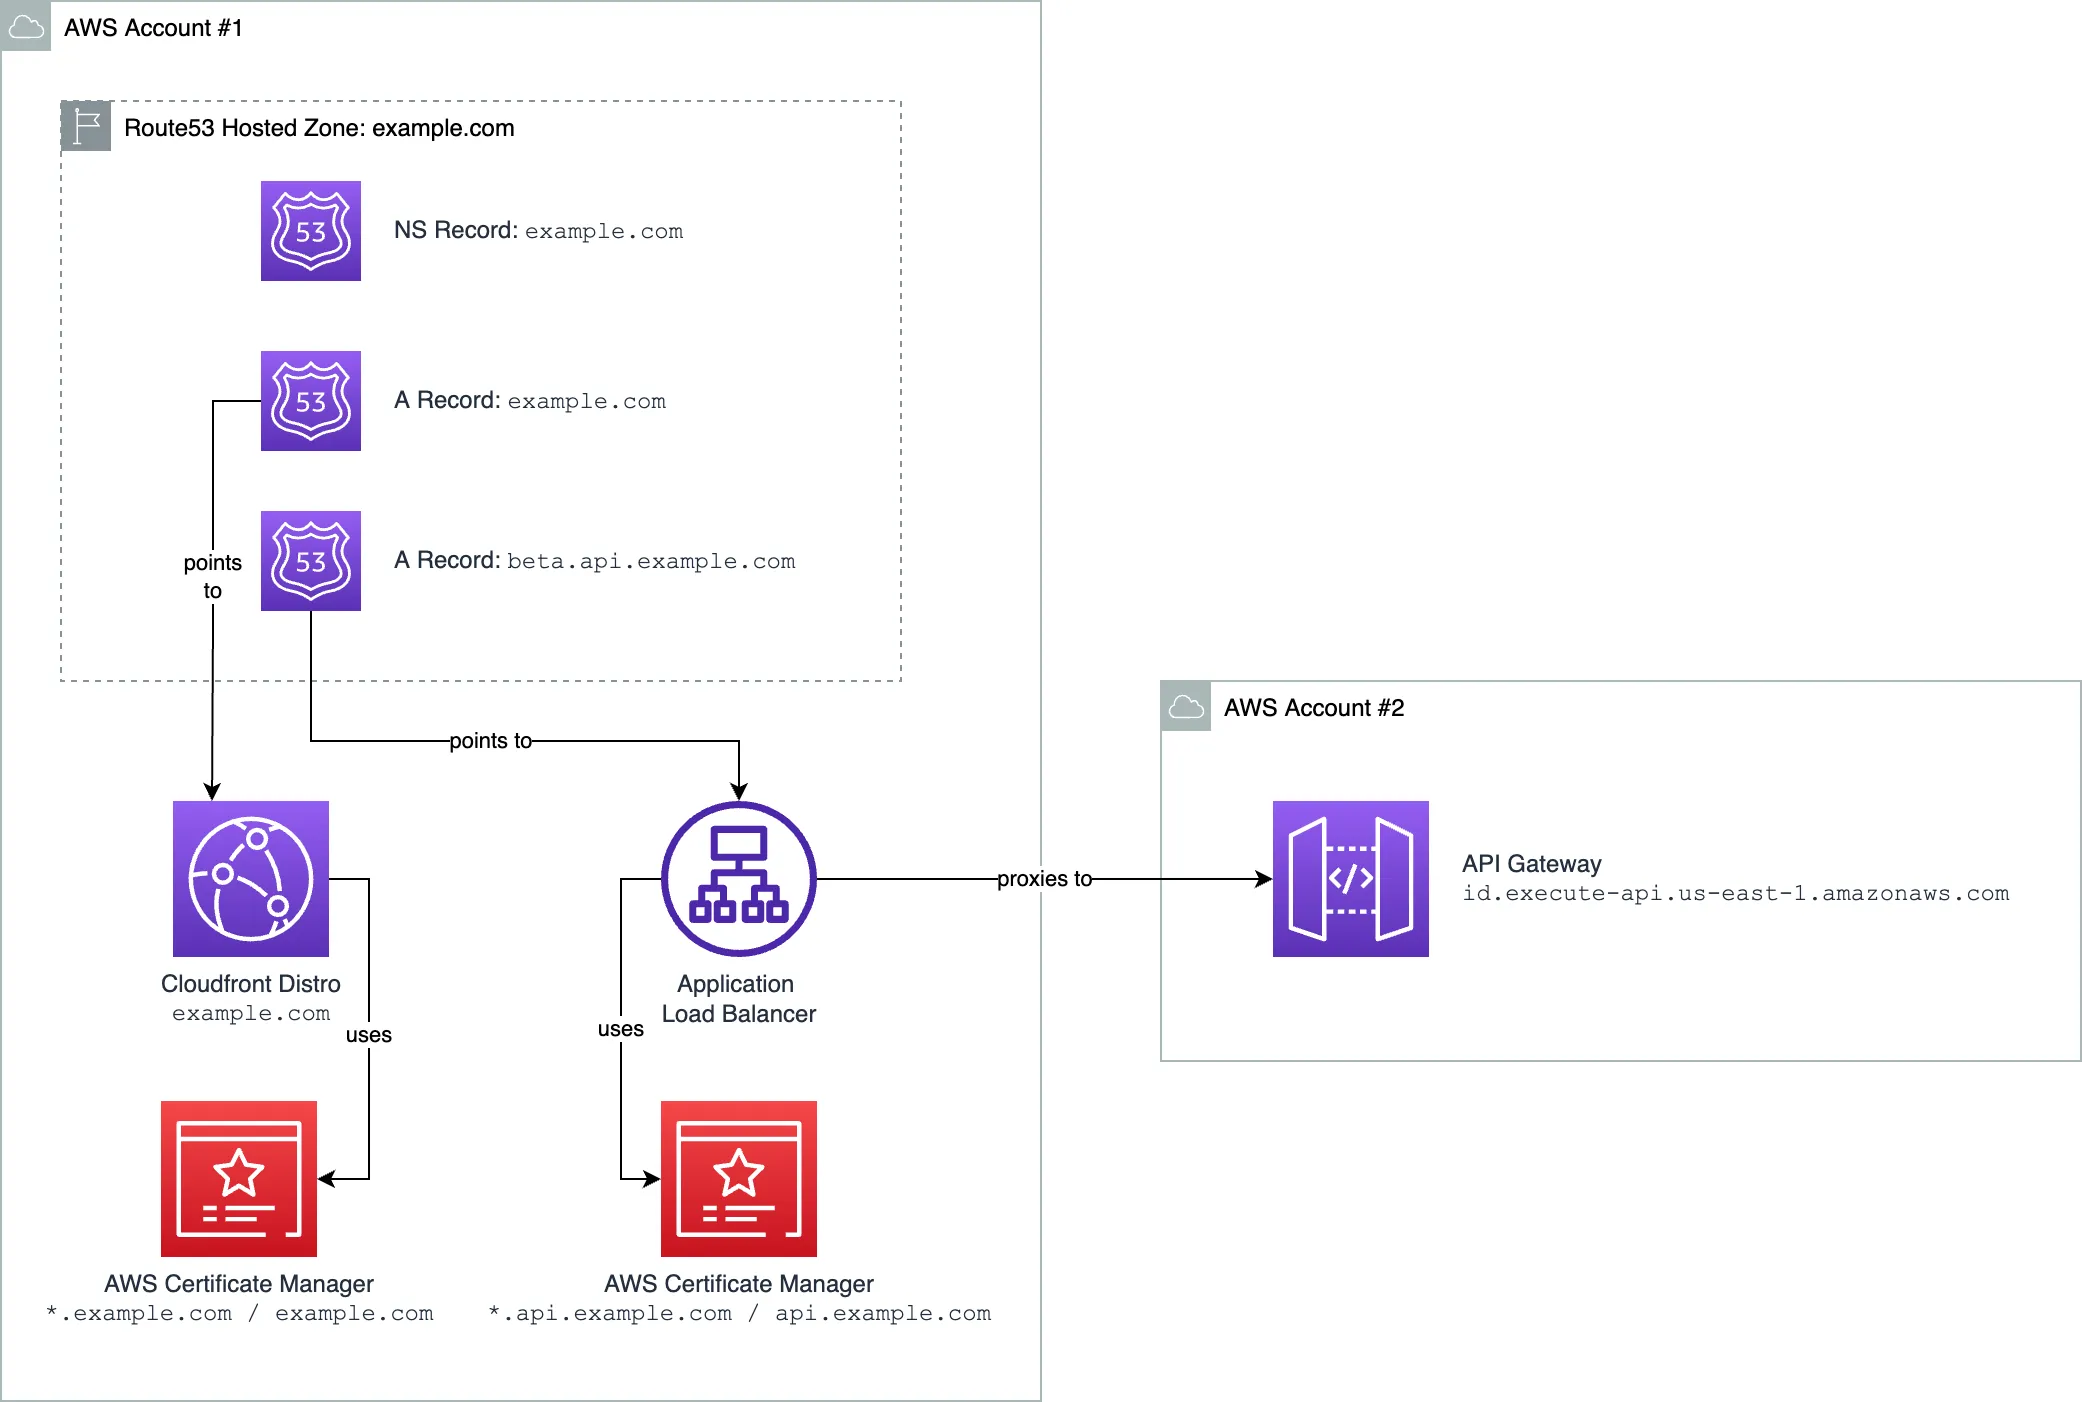 AWS Account #1
Route53 Hosted Zone: example.com
53
NS Record: example.com
53
A Record: example.com
53
A Record: beta.api.example.com
points
to
points to
AWS Account #2
proxies to
API Gateway
id.execute-api.us-east-1.amazonaws.com
</>
Cloudfront Distro
example.com
uses
Application
Load Balancer
uses
AWS Certificate Manager
*.example.com / example.com
AWS Certificate Manager
*.api.example.com / api.example.com